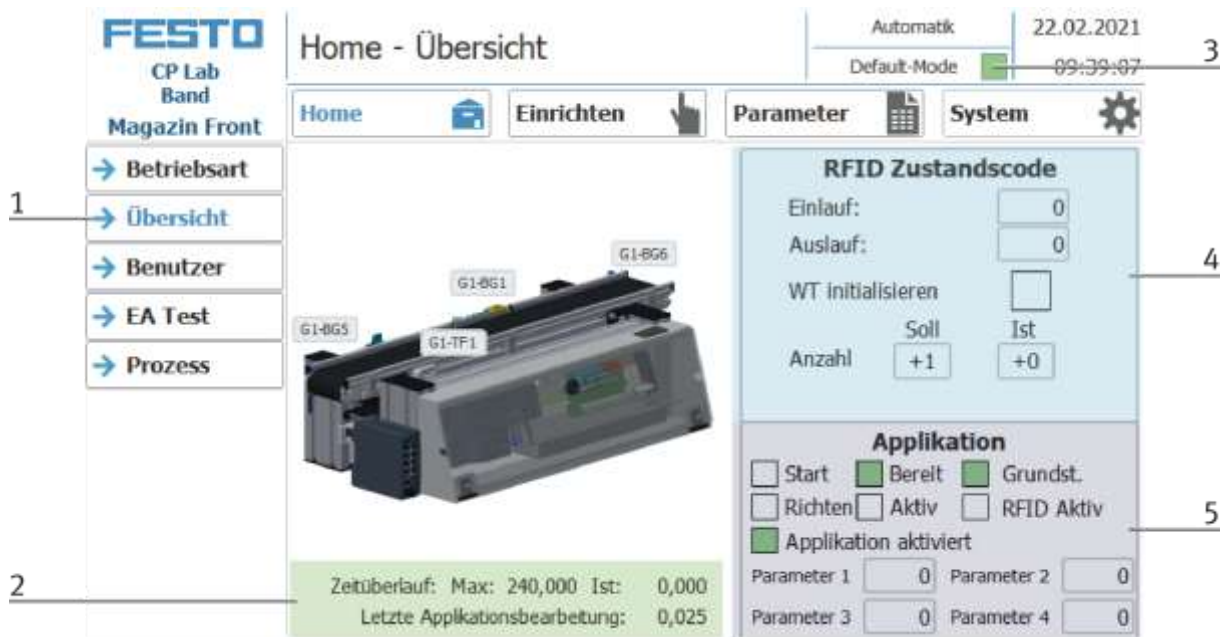 FESTO
CP Lab
Band
Magazin Front
Home - Übersicht
Automatik
22.02.2021
Default-Mode
09:39:07
3
Home
Einrichten
Parameter
System
Betriebsart
Übersicht
Benutzer
EA Test
Prozess
1
G1-BG5
G1-TF1
G1-BG1
G1-BG6
RFID Zustandscode
Einlauf: 0
Auslauf: 0
WT initialisieren
Soll Ist
Anzahl +1 +0
4
Applikation
Start Bereit Grundst.
Richten Aktiv RFID Aktiv
Applikation aktiviert
Parameter 1 0 Parameter 2 0
Parameter 3 0 Parameter 4 0
5
Zeitüberlauf: Max: 240,000 Ist: 0,000
Letzte Applikationsbearbeitung: 0,025
2